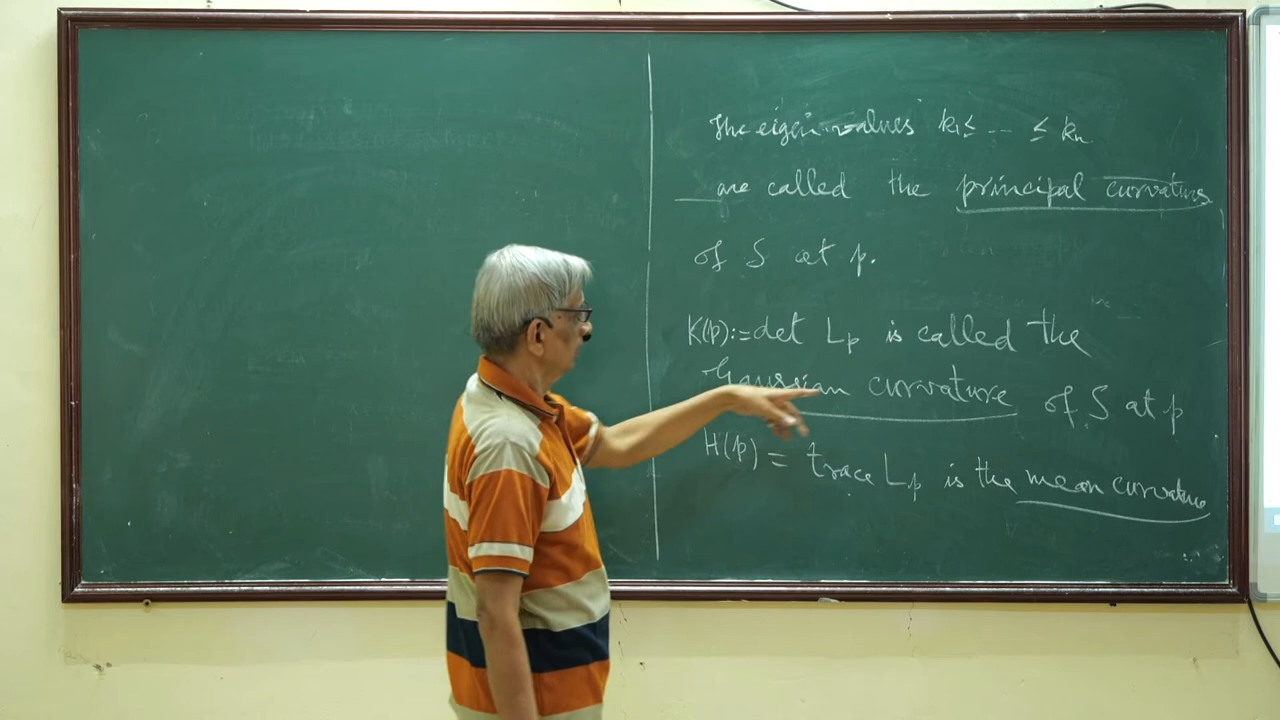 The eigenvalues k₁≤ -- ≤ kₙ
are called the principal curvatures
of S at p.
K(p):=det Lₚ is called the
Gaussian curvature of S at p
H(p) = trace Lₚ is the mean curvature